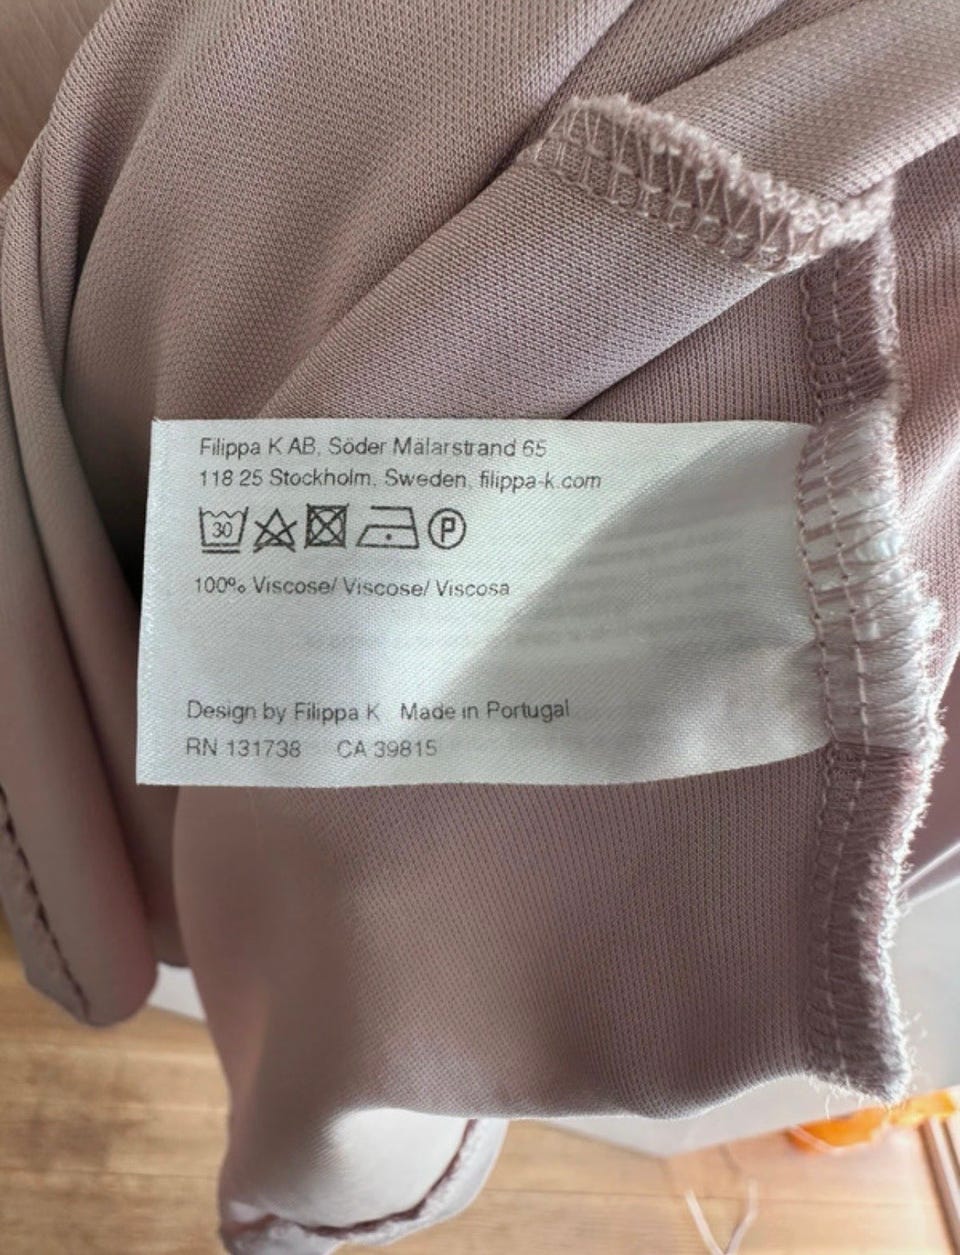 Filippa K AB, Söder Mälarstrand 65
118 25 Stockholm, Sweden, filippa-k.com
30 P
100% Viscose/ Viscose/ Viscosa
Design by Filippa K Made in Portugal
RN 131738 CA 39815